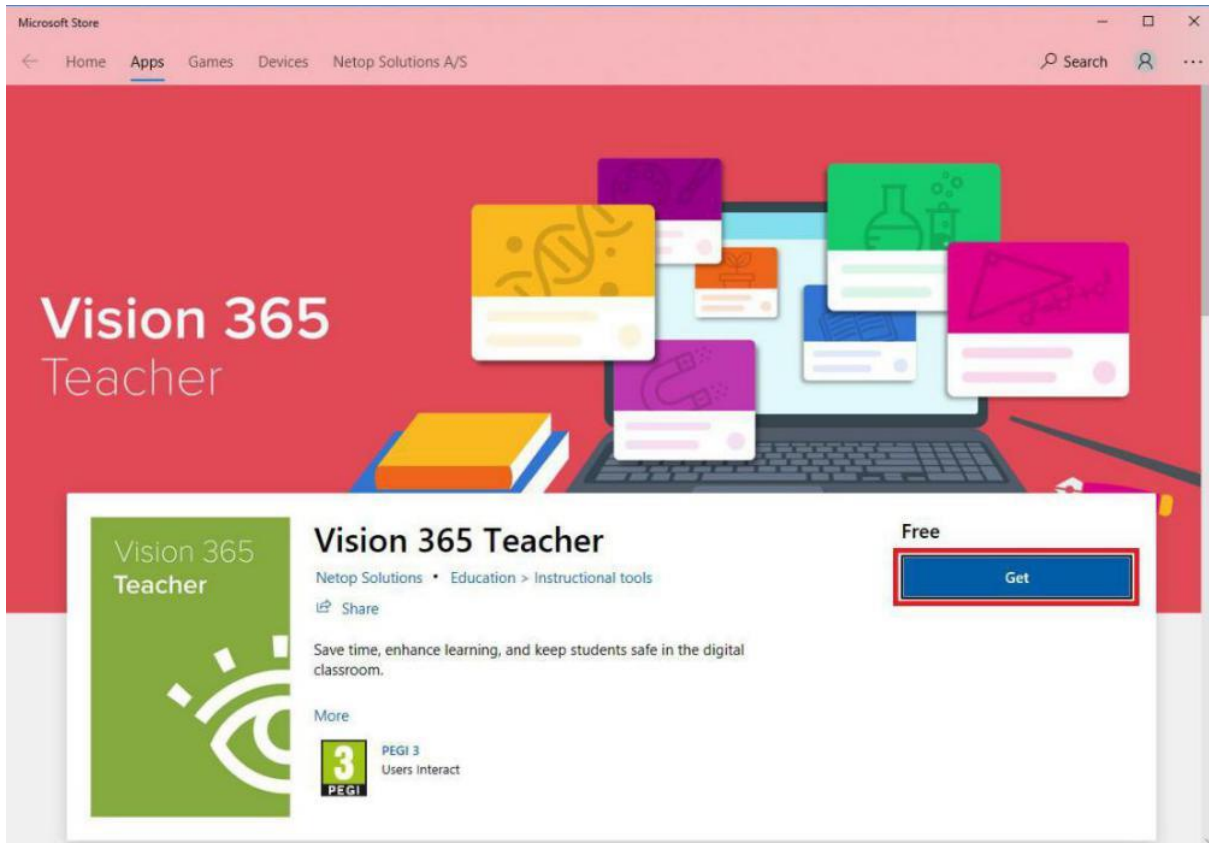 Microsoft Store
Home Apps Games Devices Netop Solutions A/S Search
Vision 365
Teacher
Vision 365
Teacher
Vision 365 Teacher
Netop Solutions • Education > Instructional tools
Share
Save time, enhance learning, and keep students safe in the digital
classroom.
More
3
PEGI
PEGI 3
Users Interact
Free
Get